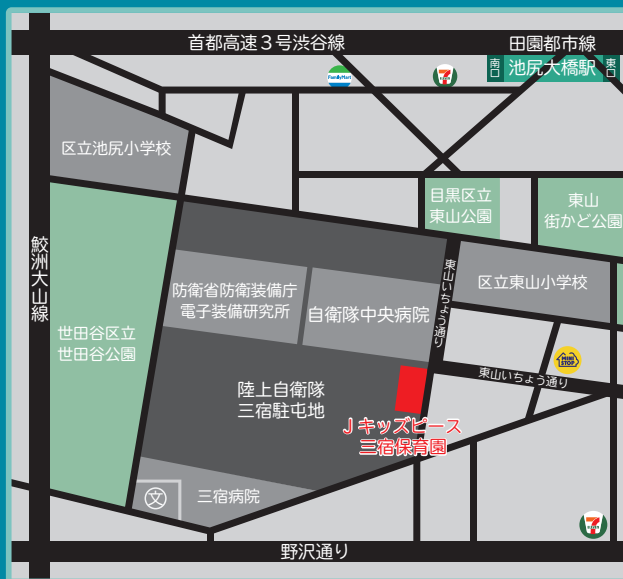 首都高速３号渋谷線
田園都市線
南口
池尻大橋駅
東口
FamilyMart
7
ELEVEN
区立池尻小学校
目黒区立
東山公園
東山
街かど公園
鮫洲大山線
東山いちょう通り
区立東山小学校
防衛省防衛装備庁
電子装備研究所
自衛隊中央病院
世田谷区立
世田谷公園
MINI
STOP
東山いちょう通り
陸上自衛隊
三宿駐屯地
Ｊキッズピース
三宿保育園
文
三宿病院
7
ELEVEN
野沢通り